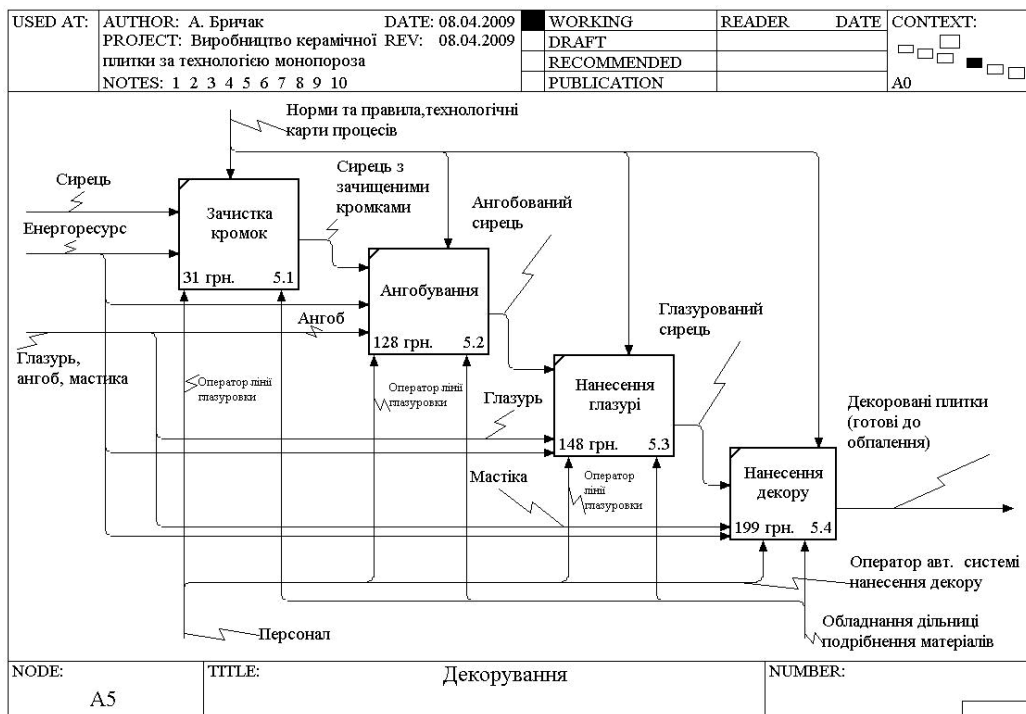 USED AT:
AUTHOR: А. Бричак
DATE: 08.04.2009
PROJECT: Виробництво керамічної
REV: 08.04.2009
плитки за технологією монопороза
NOTES: 1 2 3 4 5 6 7 8 9 10
WORKING
DRAFT
RECOMMENDED
PUBLICATION
READER
DATE
CONTEXT:
A0
Норми та правила,технологічні
карти процесів
Сирець
Енергоресурс
Зачистка
кромок
31 грн.
5.1
Сирець з
зачищеними
кромками
Ангобований
сирець
Ангобування
128 грн.
5.2
Ангоб
Глазурь,
ангоб, мастика
Оператор лінії
глазуровки
Оператор лінії
глазуровки
Глазурований
сирець
Глазурь
Нанесення
глазурі
148 грн.
5.3
Мастіка
Оператор
лінії
глазуровки
Декоровані плитки
(готові до
обпалення)
Нанесення
декору
199 грн.
5.4
Оператор авт. системі
нанесення декору
Персонал
Обладнання дільниці
подрібнення матеріалів
NODE:
A5
TITLE:
Декорування
NUMBER: